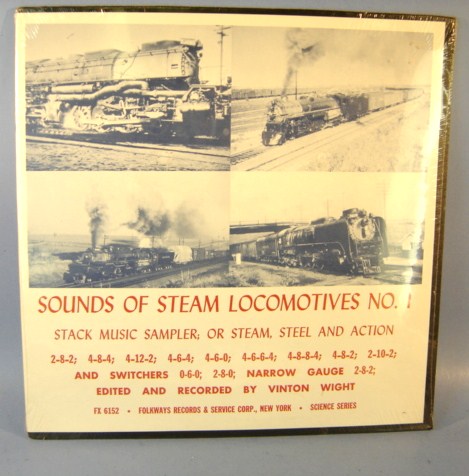 SOUNDS OF STEAM LOCOMOTIVES NO. 1
STACK MUSIC SAMPLER; OR STEAM, STEEL AND ACTION
2-8-2; 4-8-4; 4-12-2; 4-6-4; 4-6-0; 4-6-6-4; 4-8-8-4; 4-8-2; 2-10-2;
AND SWITCHERS 0-6-0; 2-8-0; NARROW GAUGE 2-8-2;
EDITED AND RECORDED BY VINTON WIGHT
FX 6152 • FOLKWAYS RECORDS & SERVICE CORP., NEW YORK • SCIENCE SERIES